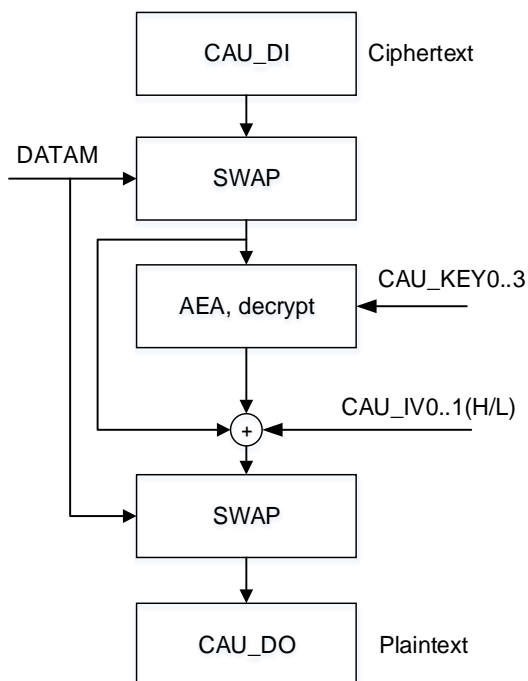 CAU_DI
Ciphertext
DATAM
SWAP
AEA, decrypt
CAU_KEY0..3
CAU_IV0..1(H/L)
+
SWAP
CAU_DO
Plaintext